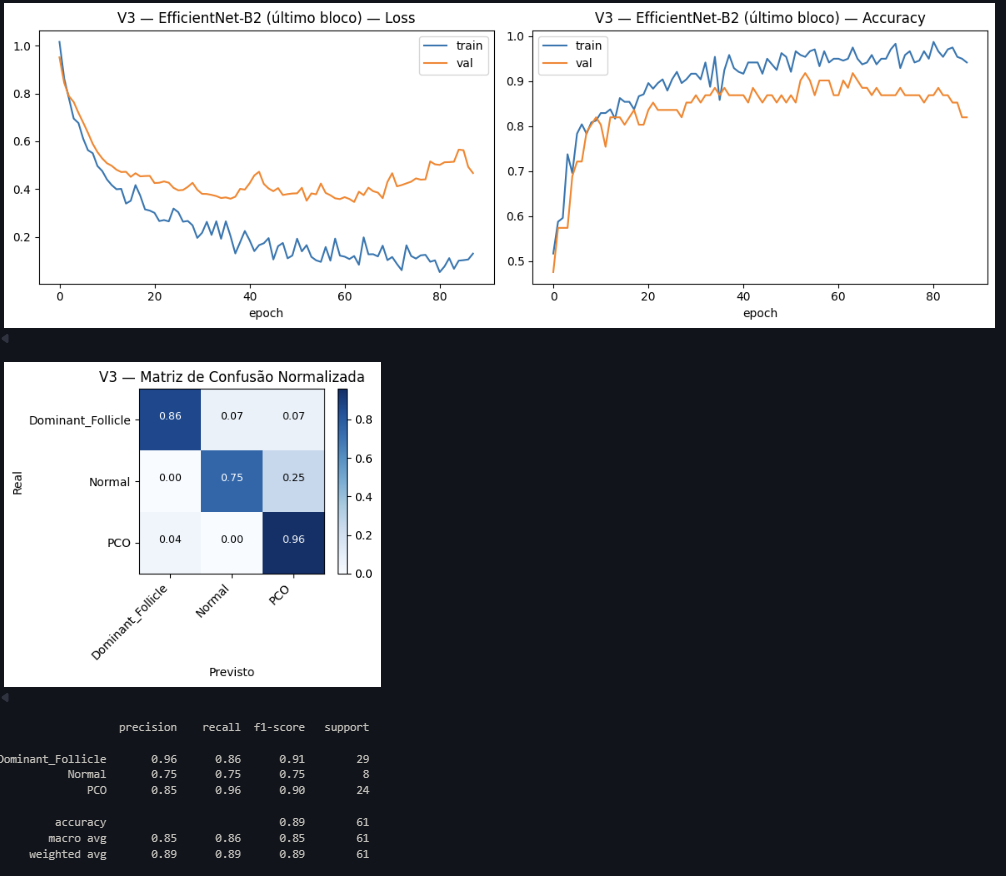 V3 — EfficientNet-B2 (último bloco) — Loss
V3 — EfficientNet-B2 (último bloco) — Accuracy
train
val
train
val
1.0
0.8
0.6
0.4
0.2
1.0
0.9
0.8
0.7
0.6
0.5
0 20 40 60 80
0 20 40 60 80
epoch
epoch
V3 — Matriz de Confusão Normalizada
Dominant_Follicle 0.86 0.07 0.07
Normal 0.00 0.75 0.25
PCO 0.04 0.00 0.96
Real
0.8
0.6
0.4
0.2
0.0
Dominant_Follicle
Normal
PCO
Previsto
precision recall f1-score support
Dominant_Follicle 0.96 0.86 0.91 29
Normal 0.75 0.75 0.75 8
PCO 0.85 0.96 0.90 24
accuracy 0.89 61
macro avg 0.85 0.86 0.85 61
weighted avg 0.89 0.89 0.89 61